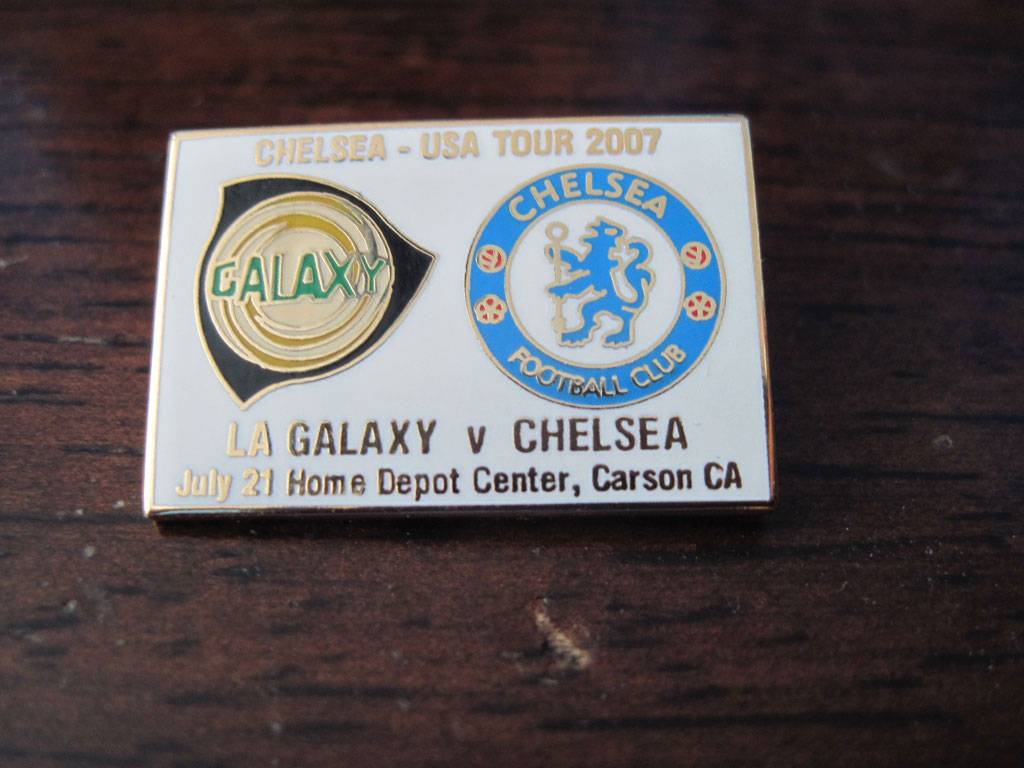 CHELSEA - USA TOUR 2007
GALAXY
CHELSEA
FOOTBALL CLUB
LA GALAXY v CHELSEA
July 21 Home Depot Center, Carson CA